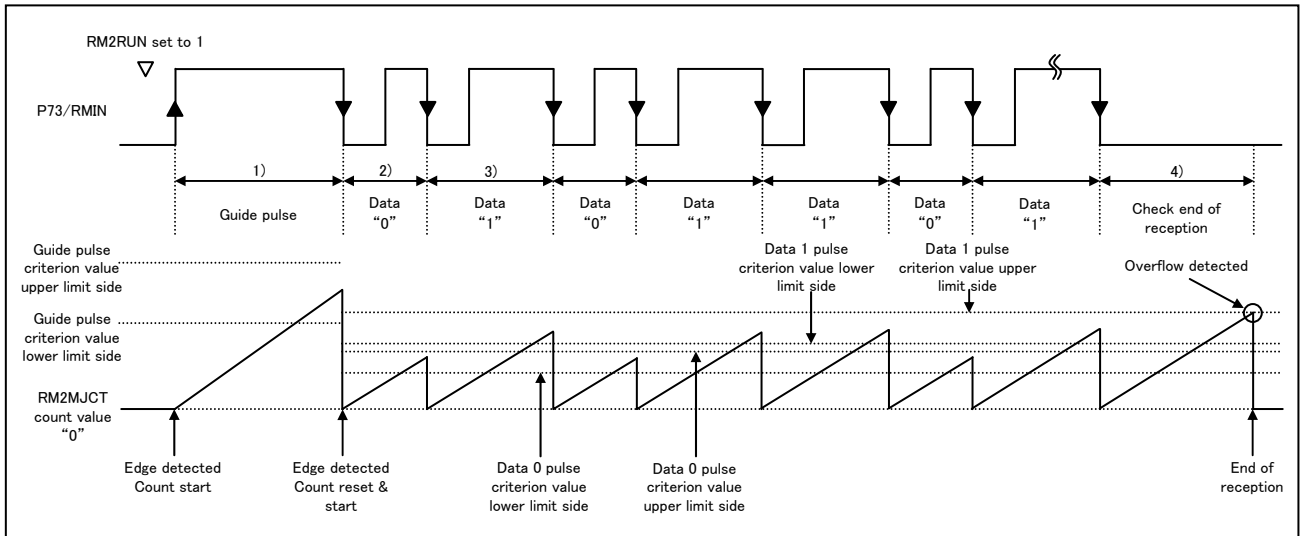 RM2RUN set to 1
P73/RMIN
1)
2)
3)
4)
Guide pulse
Data
“0”
Data
“1”
Data
“0”
Data
“1”
Data
“1”
Data
“0”
Data
“1”
Check end of
reception
Guide pulse
criterion value
upper limit side
Data 1 pulse
criterion value lower
limit side
Data 1 pulse
criterion value upper
limit side
Overflow detected
Guide pulse
criterion value
lower limit side
RM2MJCT
count value
“0”
Edge detected
Count start
Edge detected
Count reset &
start
Data 0 pulse
criterion value
lower limit side
Data 0 pulse
criterion value
upper limit side
End of
reception